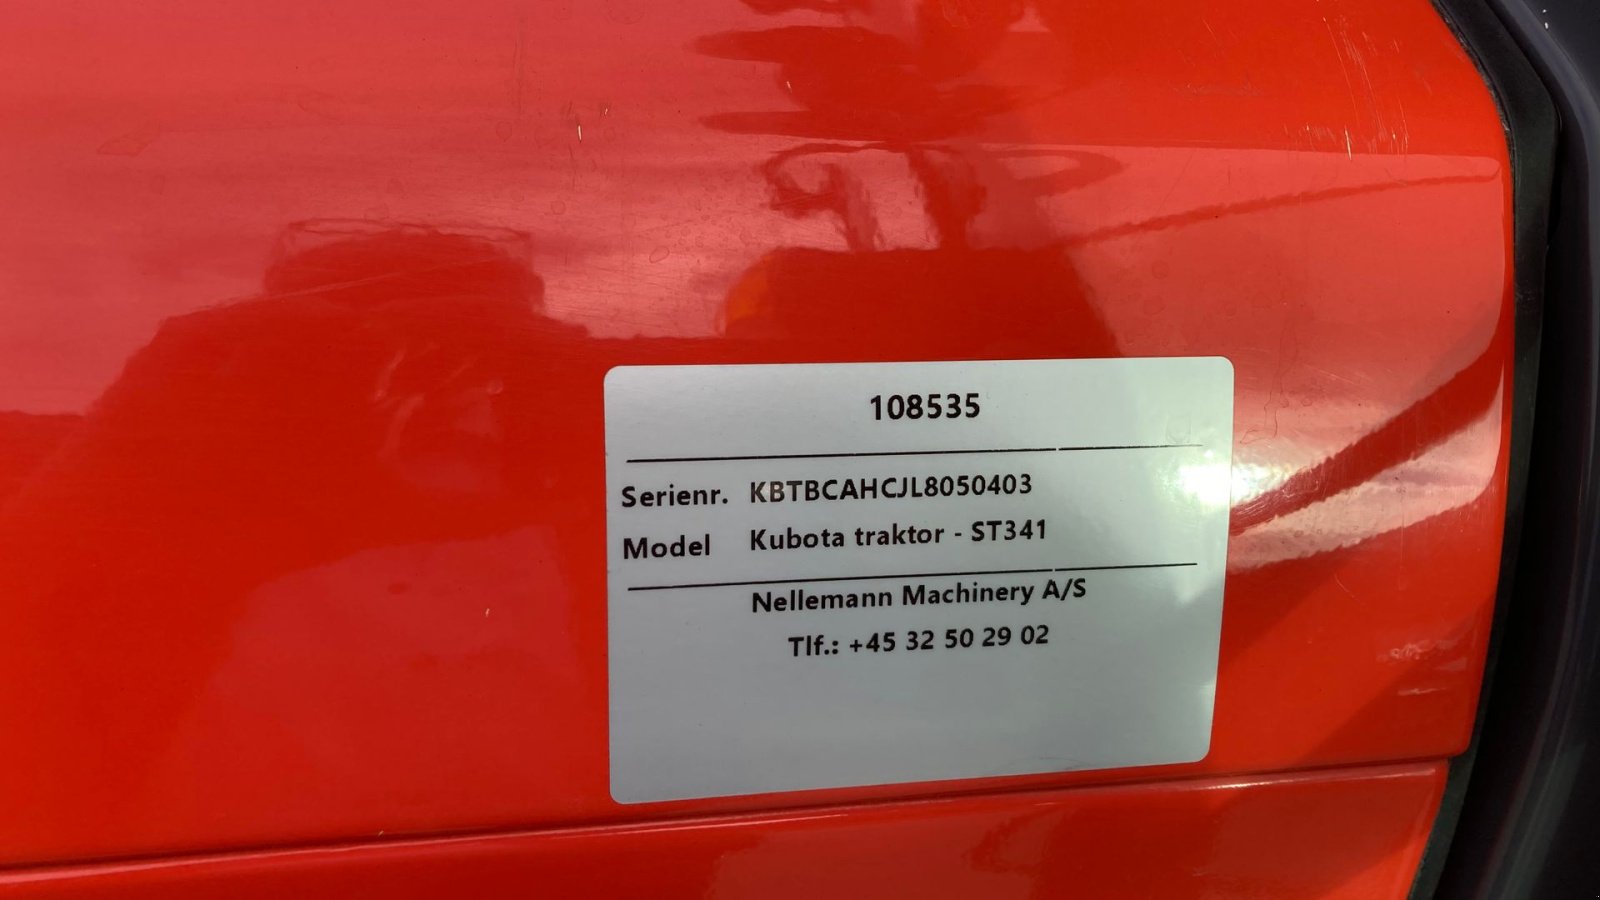 108535
Serienr. KBTBCAHCJL8050403
Model Kubota traktor - ST341
Nellemann Machinery A/S
Tlf.: +45 32 50 29 02